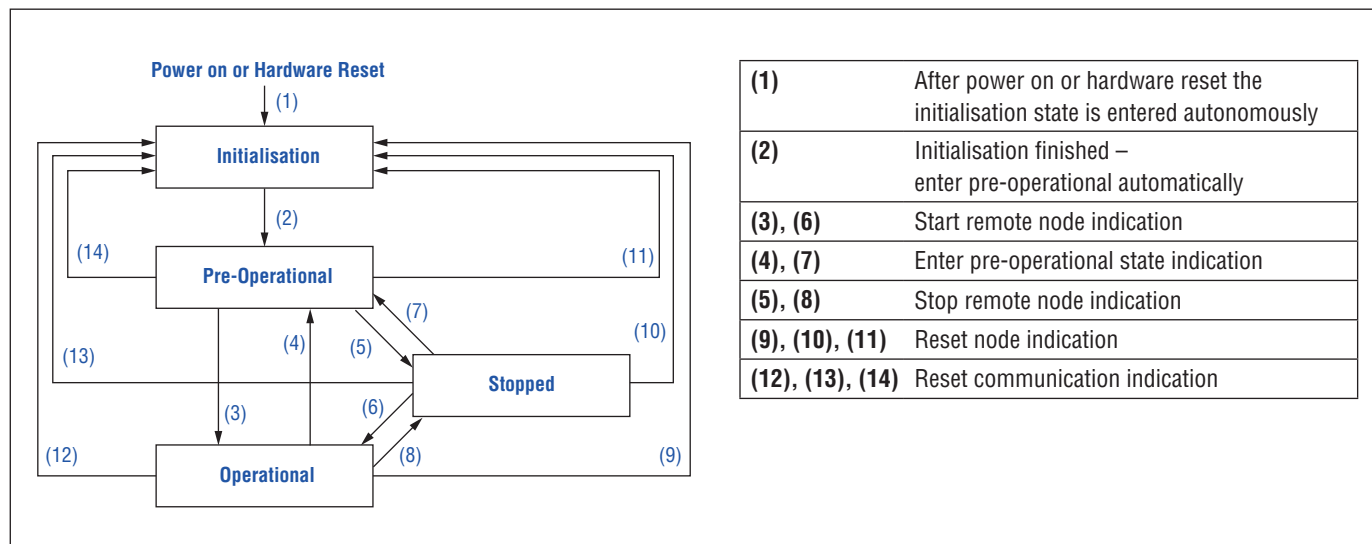 Power on or Hardware Reset
(1)
Initialisation
(2)
(14)
(11)
Pre-Operational
(7)
(10)
(13)
(4)
(5)
Stopped
(6)
(3)
(12)
(8)
(9)
Operational
(1) After power on or hardware reset the
initialisation state is entered autonomously
(2) Initialisation finished –
enter pre-operational automatically
(3), (6) Start remote node indication
(4), (7) Enter pre-operational state indication
(5), (8) Stop remote node indication
(9), (10), (11) Reset node indication
(12), (13), (14) Reset communication indication